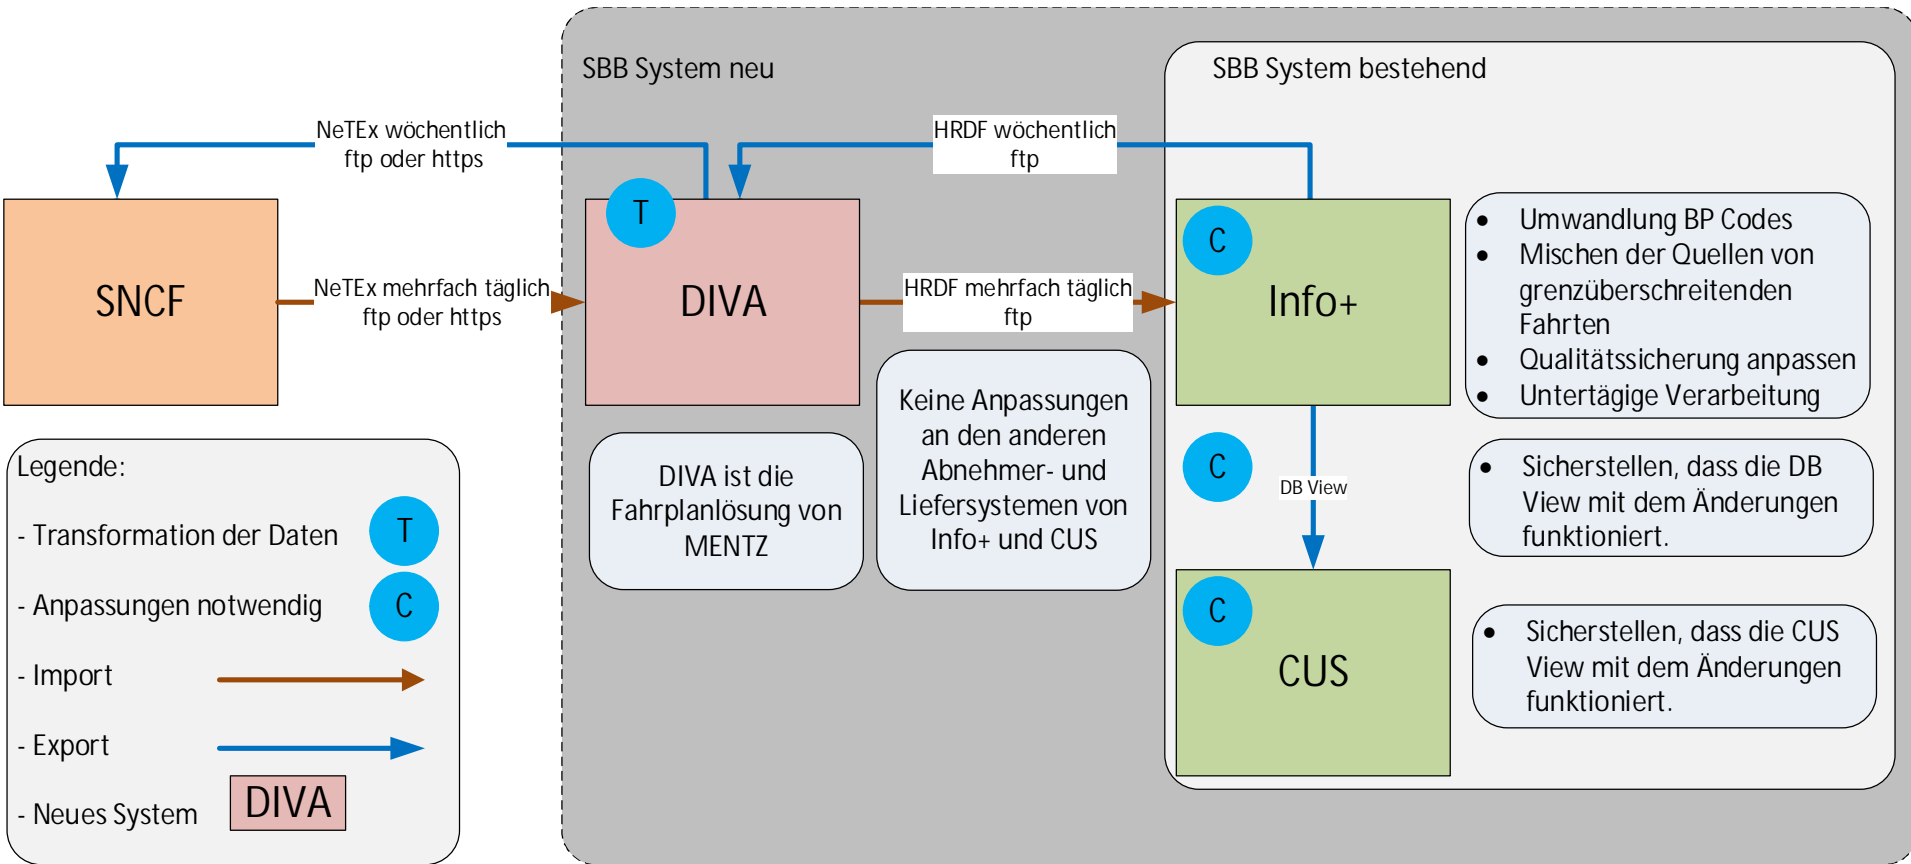 SBB System neu
SBB System bestehend
NeTEx wöchentlich
ftp oder https
HRDF wöchentlich
ftp
SNCF
T
DIVA
C
Info+
NeTEx mehrfach täglich
ftp oder https
HRDF mehrfach täglich
ftp
• Umwandlung BP Codes
• Mischen der Quellen von
grenzüberschreitenden
Fahrten
• Qualitätssicherung anpassen
• Untertägige Verarbeitung
DIVA ist die
Fahrplanlösung von
MENTZ
Keine Anpassungen
an den anderen
Abnehmer- und
Liefersystemen von
Info+ und CUS
C
DB View
• Sicherstellen, dass die DB
View mit dem Änderungen
funktioniert.
C
CUS
• Sicherstellen, dass die CUS
View mit dem Änderungen
funktioniert.
Legende:
- Transformation der Daten T
- Anpassungen notwendig C
- Import
- Export
- Neues System DIVA